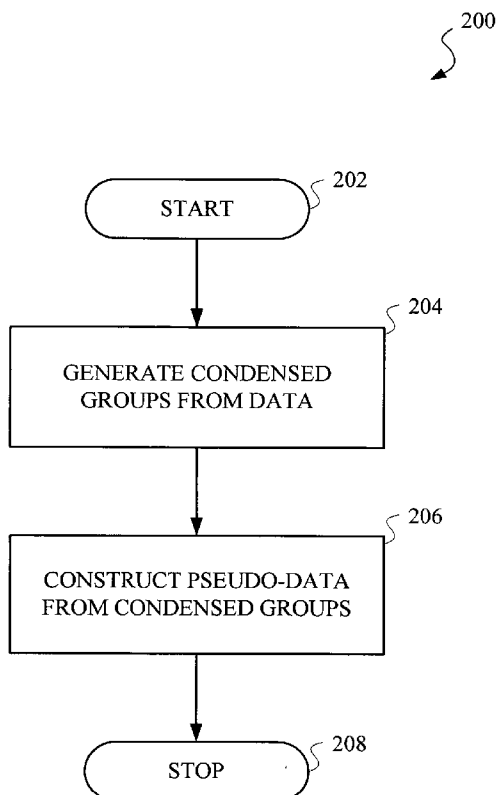 200
202
START
204
GENERATE CONDENSED
GROUPS FROM DATA
206
CONSTRUCT PSEUDO-DATA
FROM CONDENSED GROUPS
208
STOP